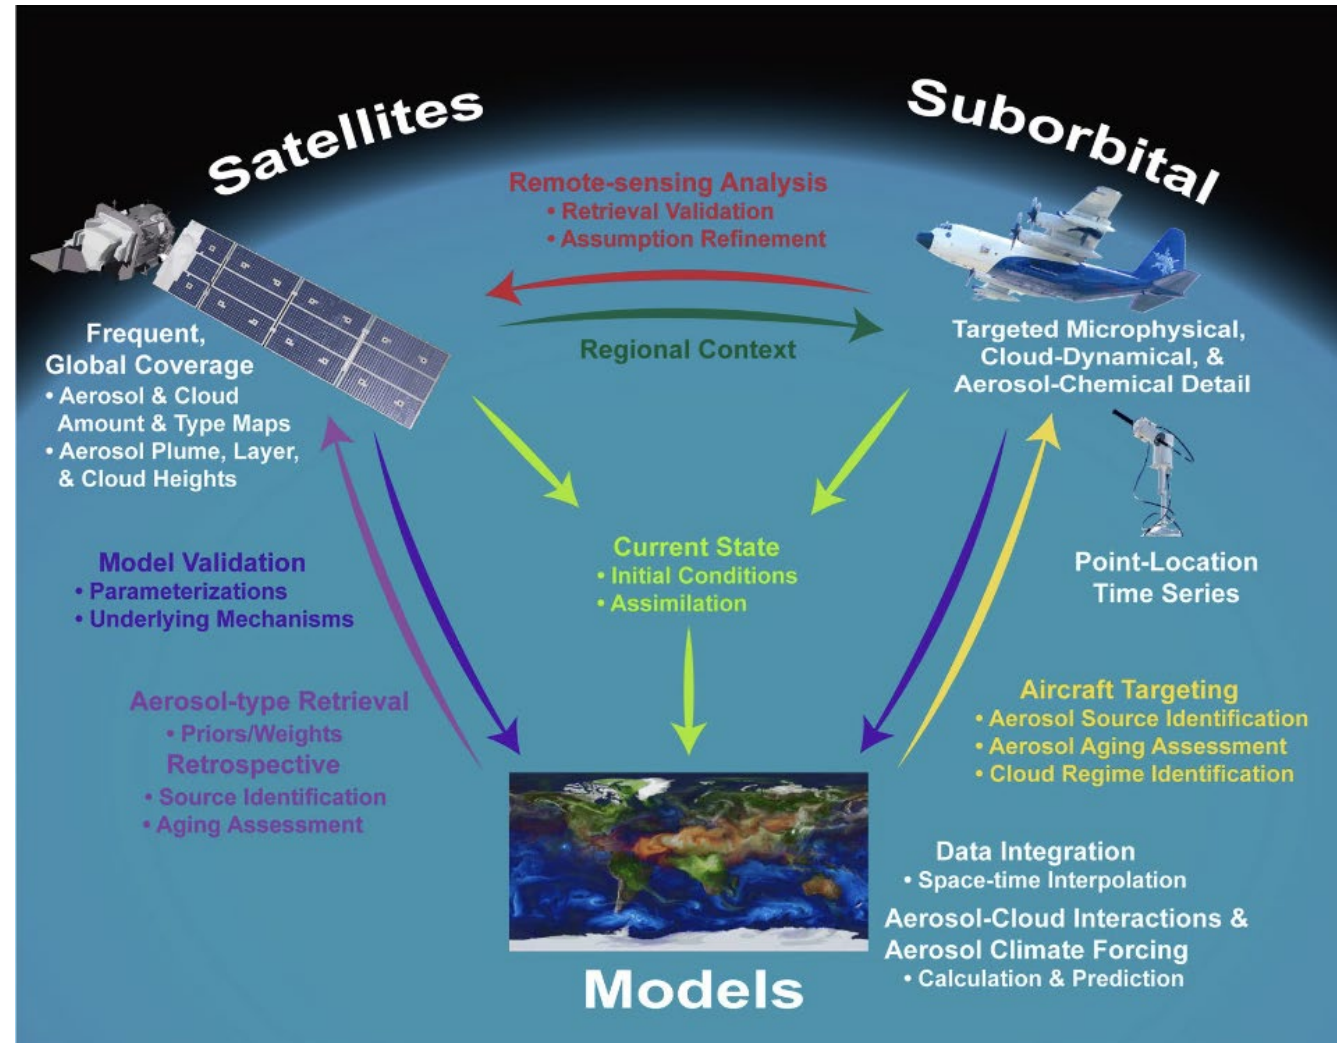 Satellites
Suborbital
Remote-sensing Analysis
• Retrieval Validation
• Assumption Refinement
Regional Context
Frequent,
Global Coverage
• Aerosol & Cloud
Amount & Type Maps
• Aerosol Plume, Layer,
& Cloud Heights
Targeted Microphysical,
Cloud-Dynamical, &
Aerosol-Chemical Detail
Point-Location
Time Series
Current State
• Initial Conditions
• Assimilation
Model Validation
• Parameterizations
• Underlying Mechanisms
Aerosol-type Retrieval
• Priors/Weights
Retrospective
• Source Identification
• Aging Assessment
Aircraft Targeting
• Aerosol Source Identification
• Aerosol Aging Assessment
• Cloud Regime Identification
Data Integration
• Space-time Interpolation
Aerosol-Cloud Interactions &
Aerosol Climate Forcing
• Calculation & Prediction
Models